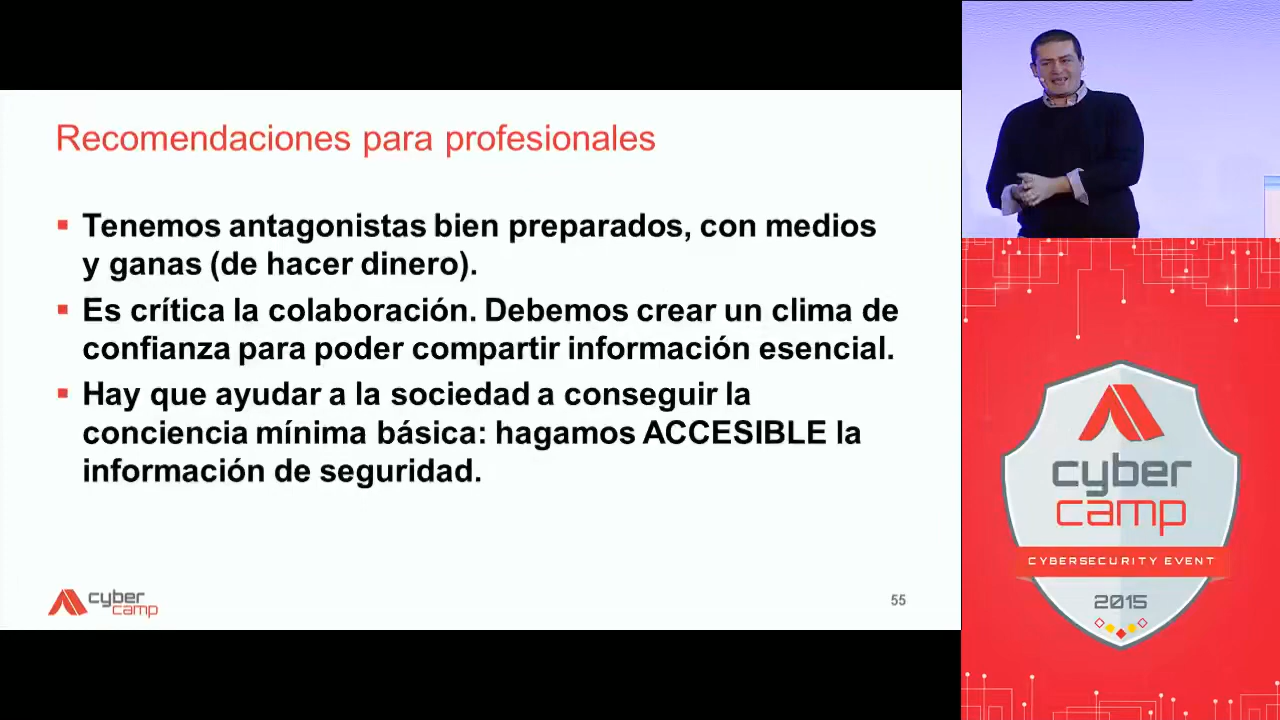 Recomendaciones para profesionales
Tenemos antagonistas bien preparados, con medios
y ganas (de hacer dinero).
Es crítica la colaboración. Debemos crear un clima de
confianza para poder compartir información esencial.
Hay que ayudar a la sociedad a conseguir la
conciencia mínima básica: hagamos ACCESIBLE la
información de seguridad.
cyber
camp
55
cyber
camp
CYBERSECURITY EVENT
2015